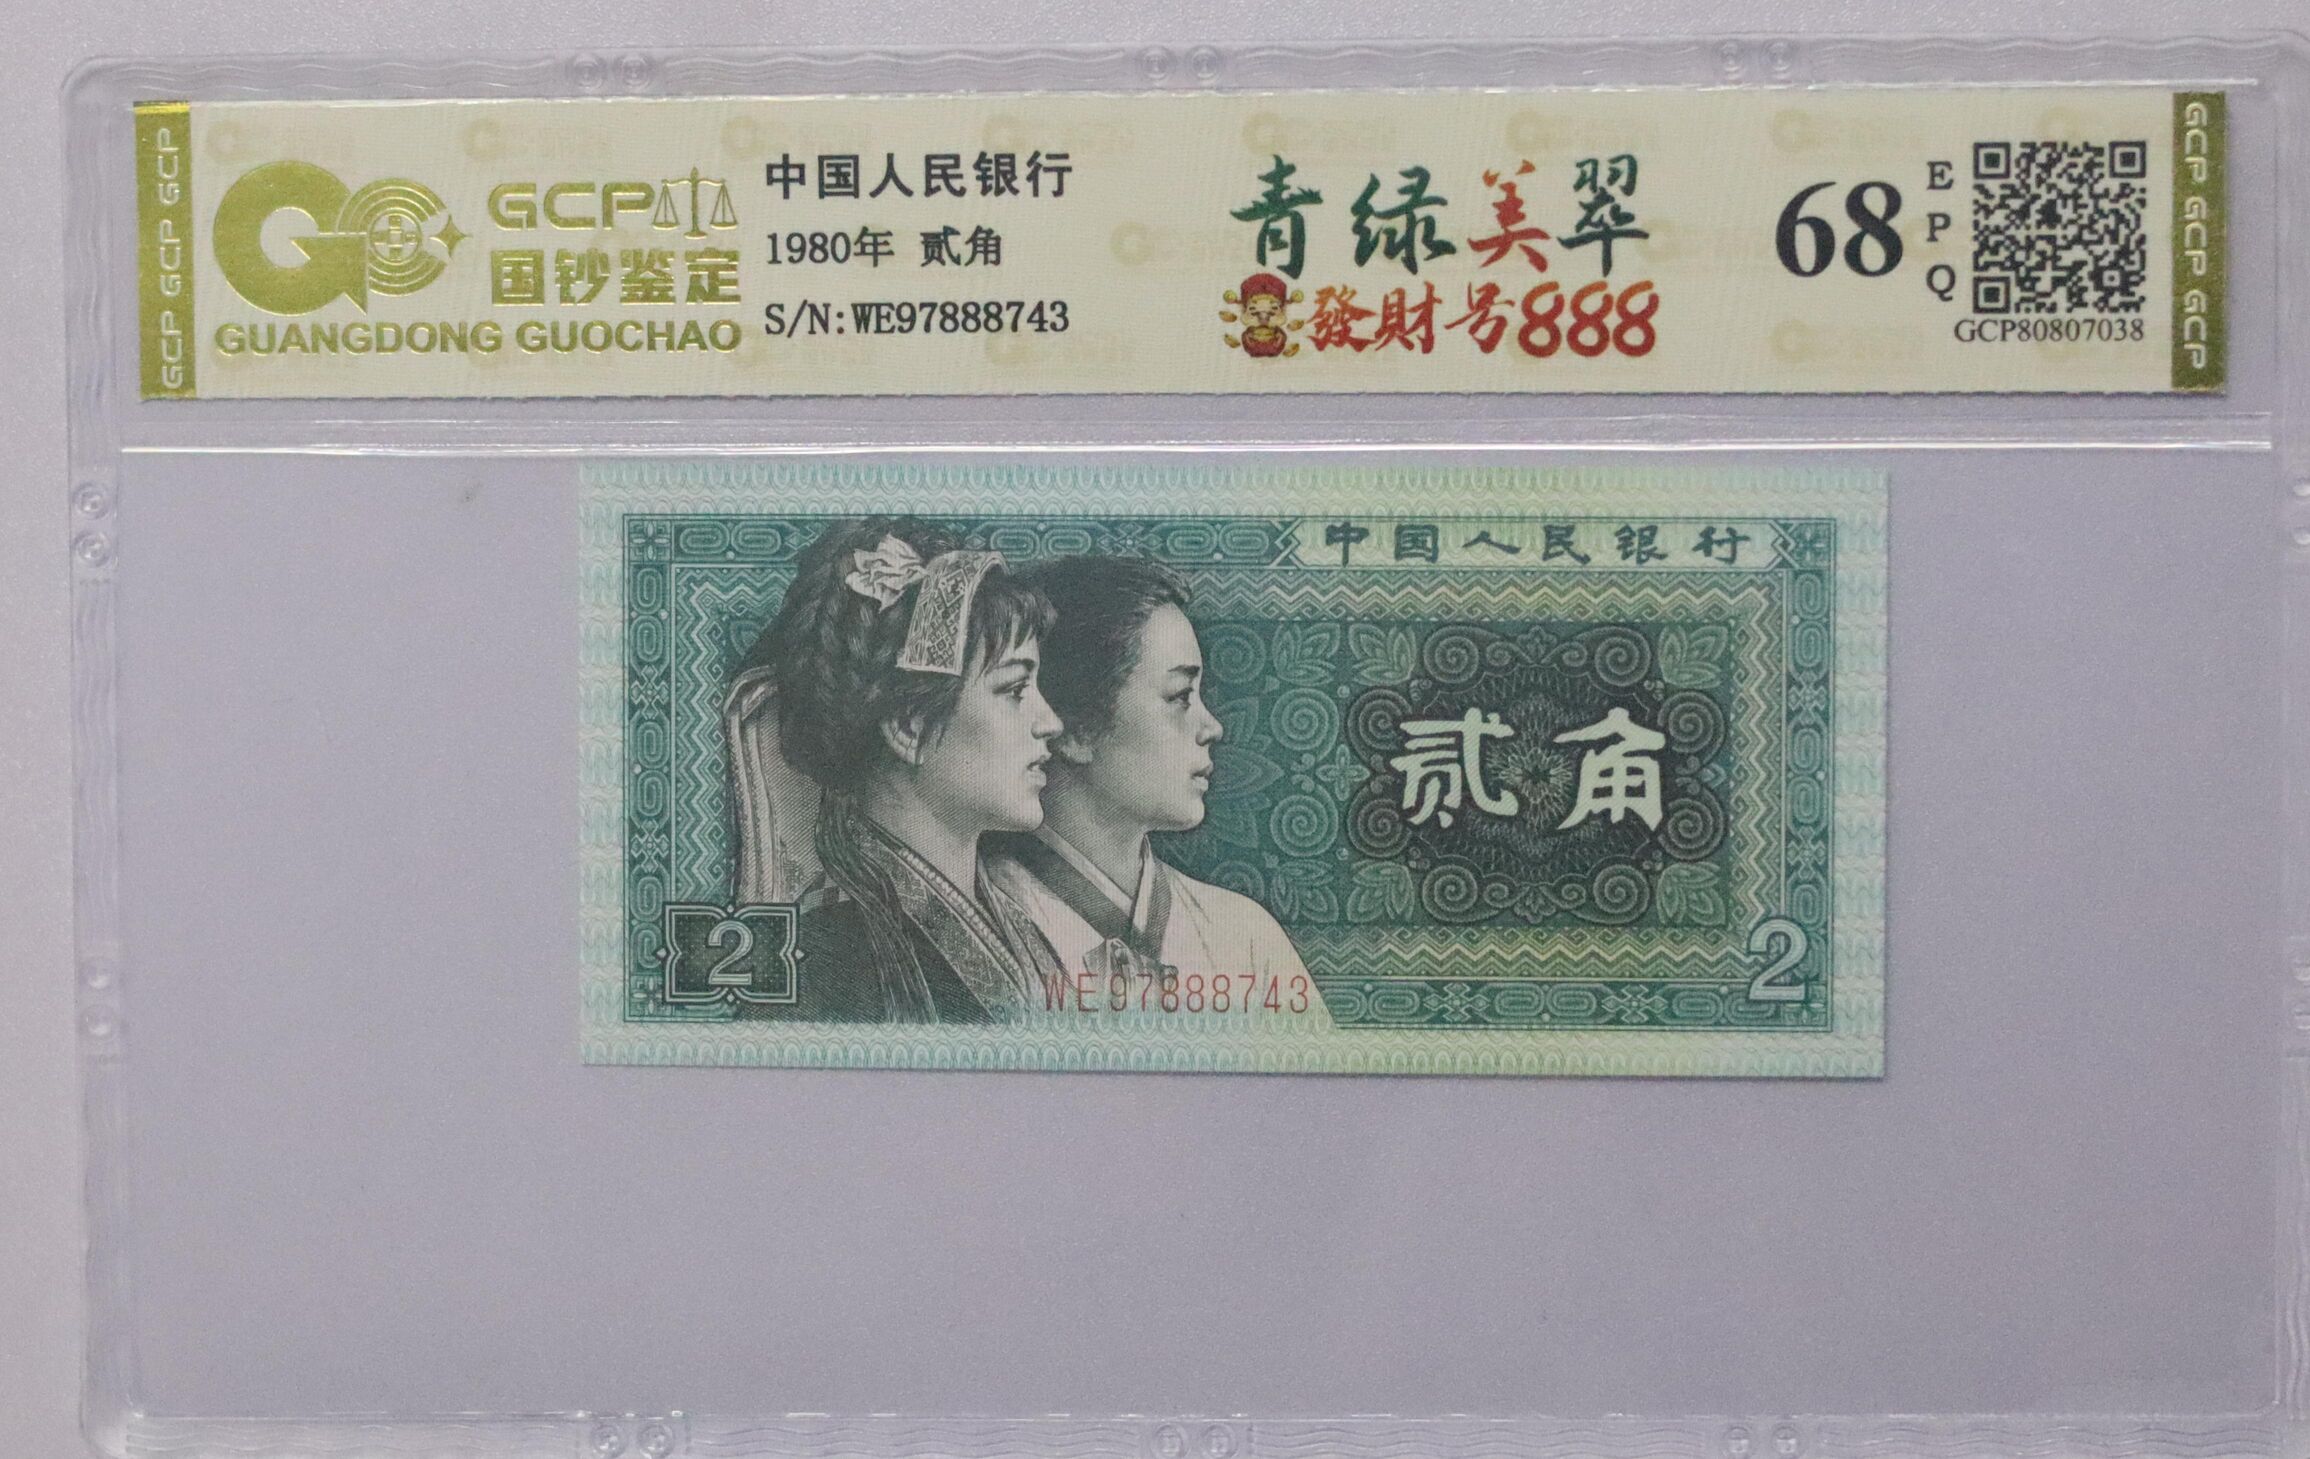 GCP GCP GCP
GCP
国钞鉴定
GUANGDONG GUOCHAO
中国人民银行
1980年 贰角
S/N:WE97888743
青绿美翠
發財号888
68
EPQ
GCP80807038
GCP GCP GCP
中国人民银行
贰角
2
WE97888743
2